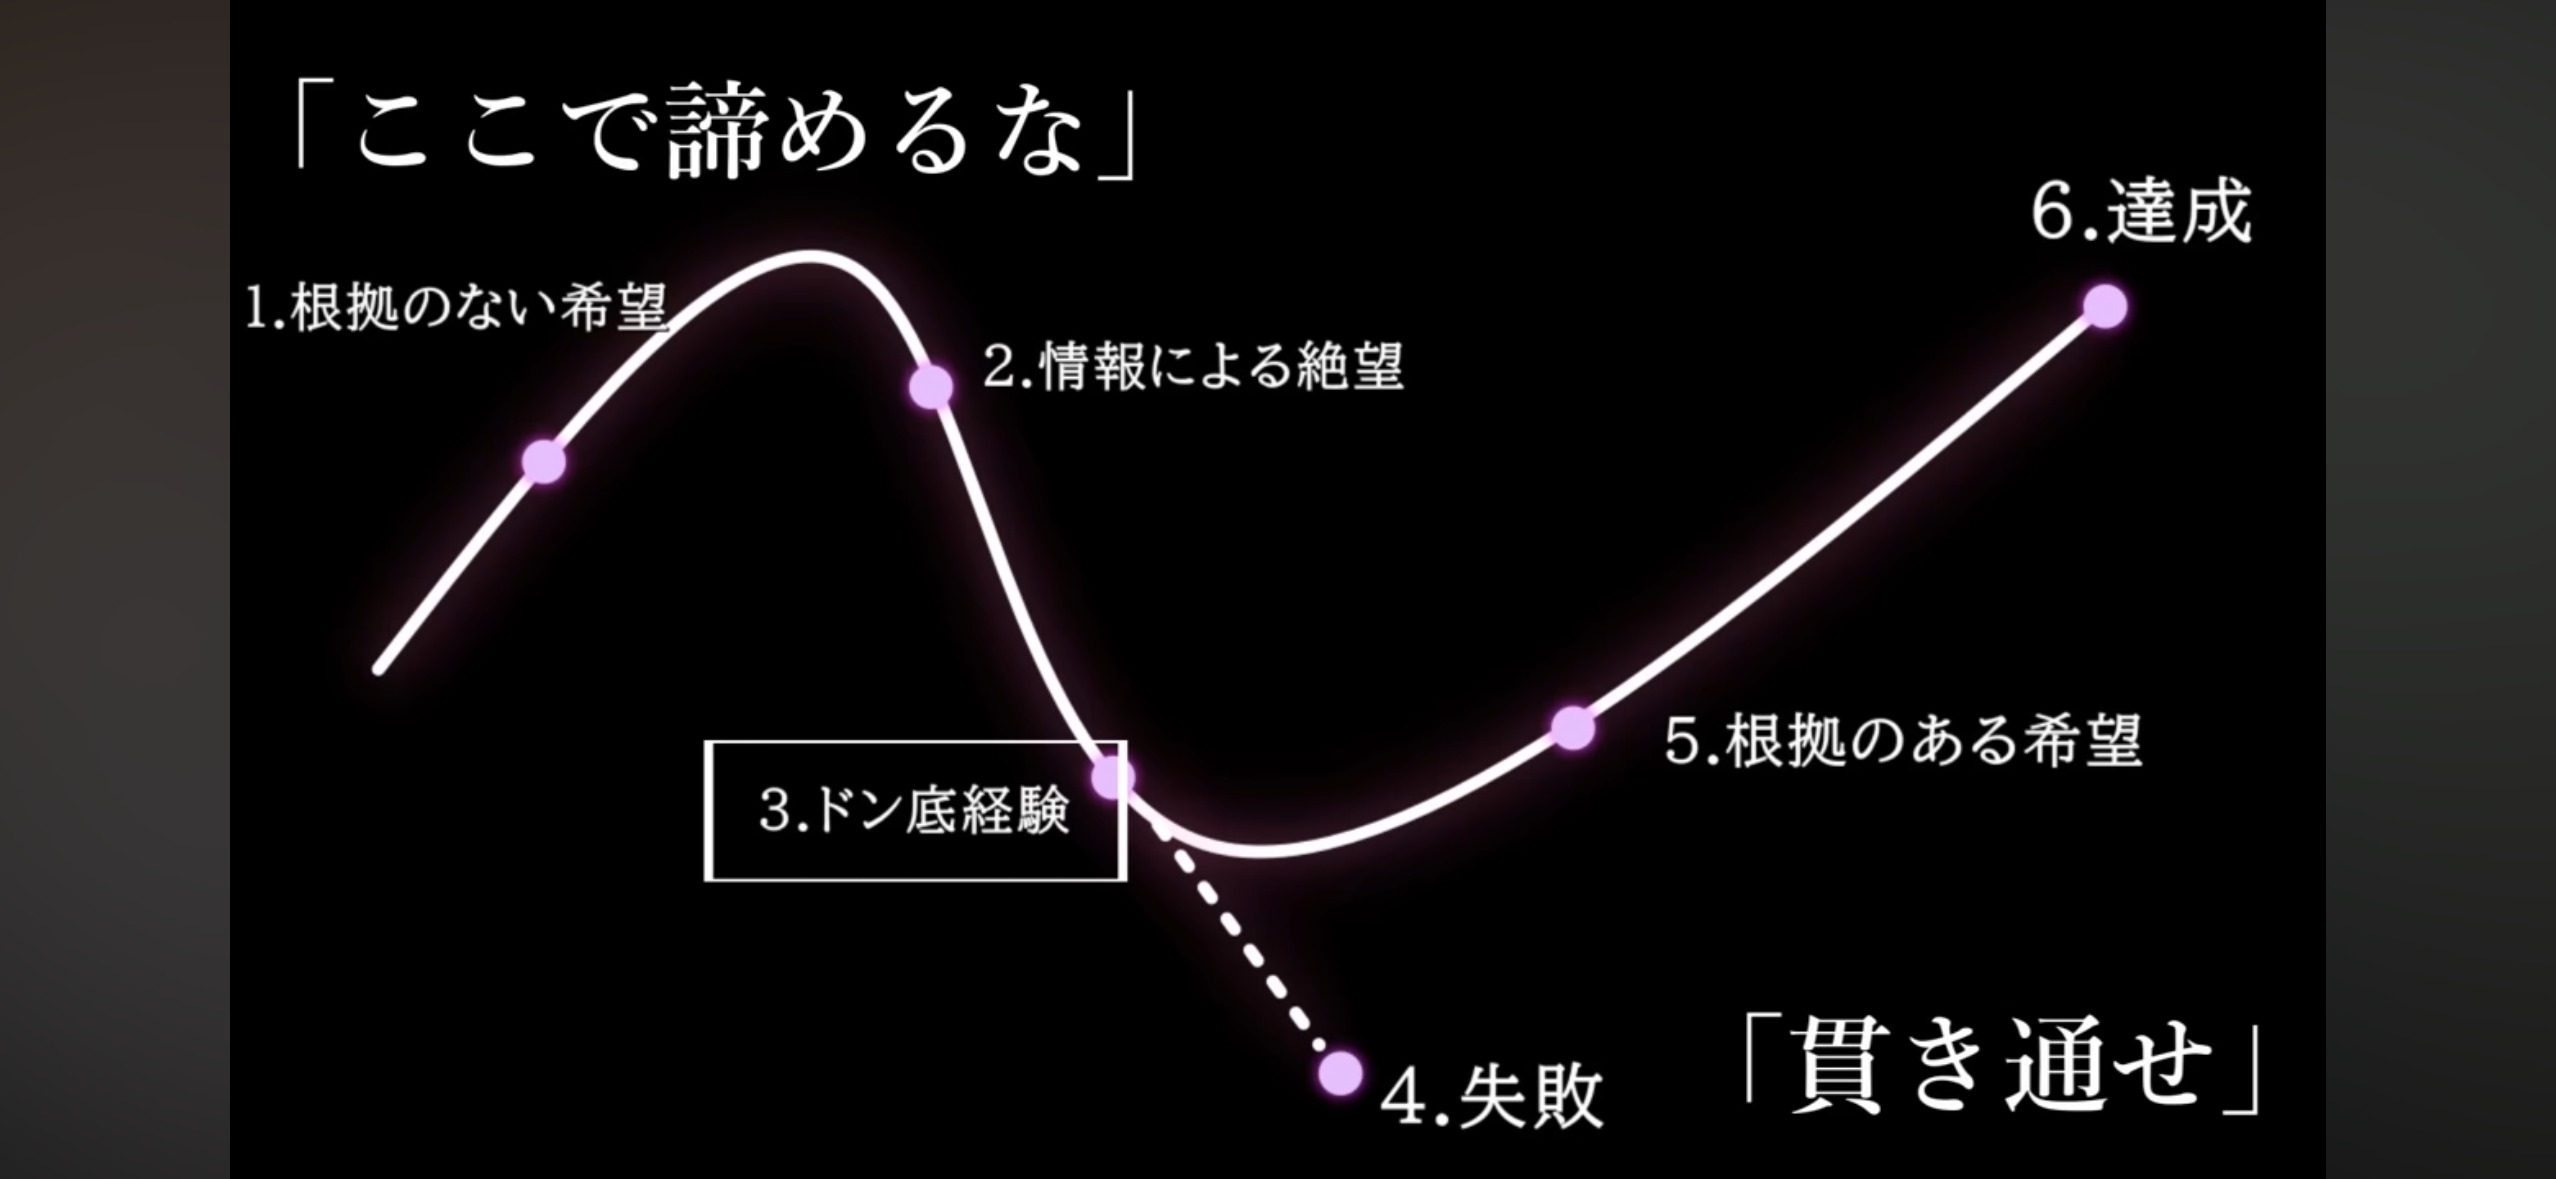 「ここで諦めるな」
6.達成
1.根拠のない希望
2.情報による絶望
5.根拠のある希望
3.ドン底経験
4.失敗
「貫き通せ」